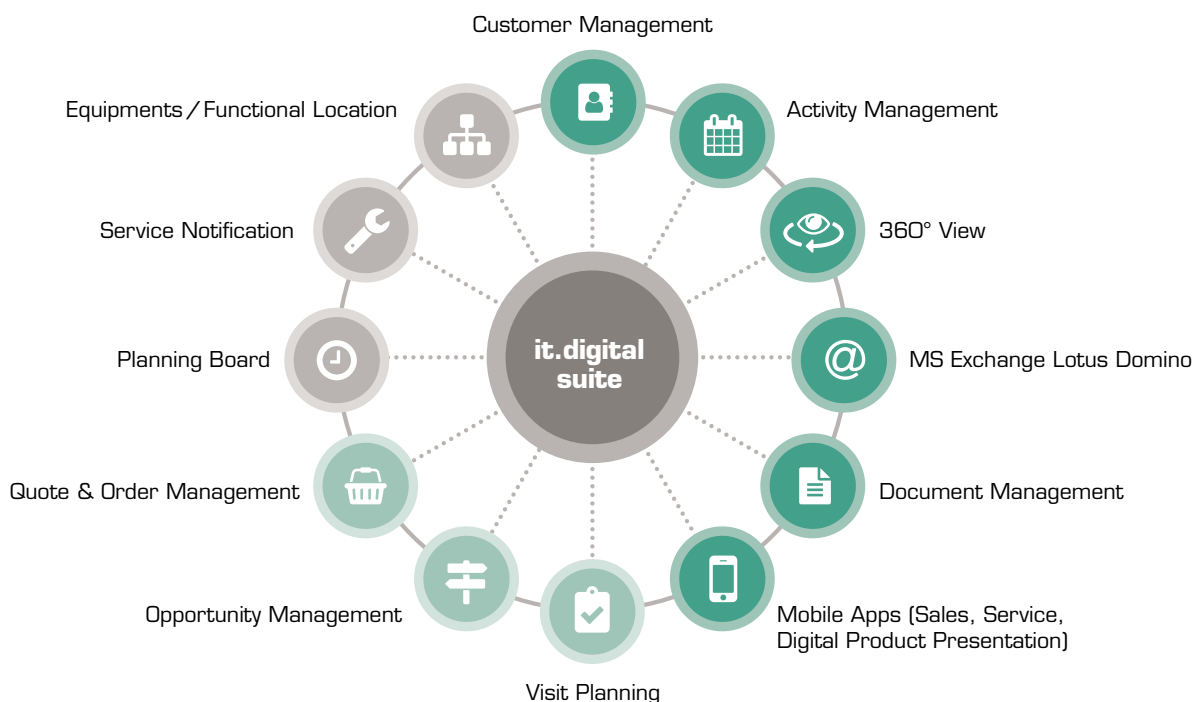 Customer Management
Equipments / Functional Location
Activity Management
Service Notification
360° View
it.digital
suite
Planning Board
MS Exchange Lotus Domino
Quote & Order Management
Document Management
Opportunity Management
Mobile Apps (Sales, Service,
Digital Product Presentation)
Visit Planning